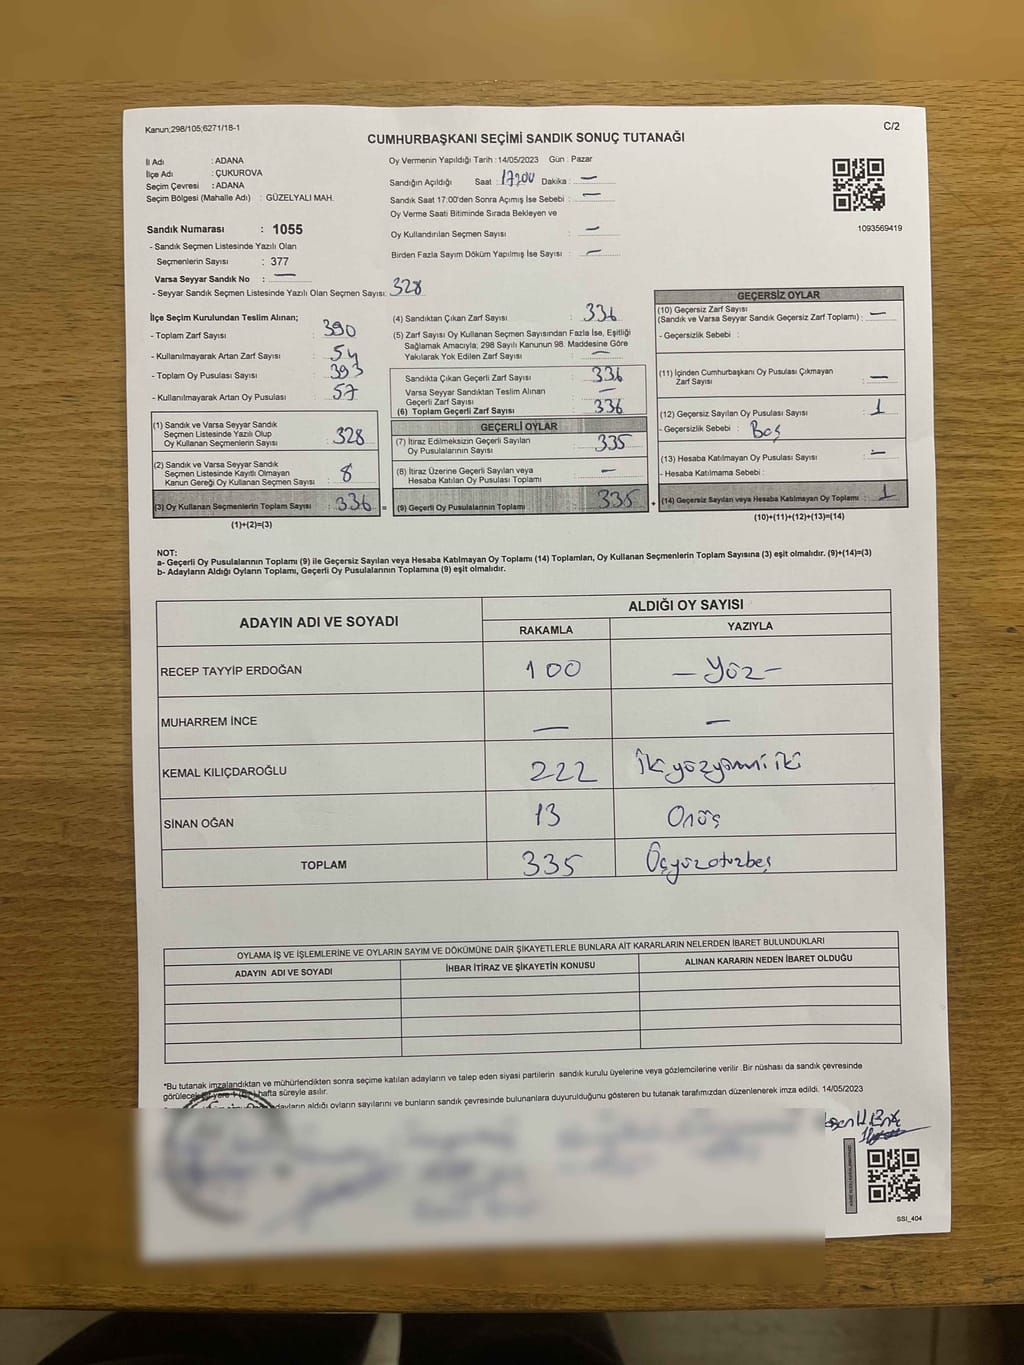 Kanun;298/105;6271/18-1
C/2
CUMHURBAŞKANI SEÇİMİ SANDIK SONUÇ TUTANAĞI
İl Adı : ADANA
İlçe Adı : ÇUKUROVA
Seçim Çevresi : ADANA
Seçim Bölgesi (Mahalle Adı) : GÜZELYALI MAH.
Oy Vermenin Yapıldığı Tarih :14/05/2023 Gün : Pazar
Sandığın Açıldığı Saat : 17200 Dakika : —
Sandık Saat 17:00'den Sonra Açımış İse Sebebi : —
Oy Verme Saati Bitiminde Sırada Bekleyen ve
Oy Kullandırılan Seçmen Sayısı : —
Birden Fazla Sayım Döküm Yapılmış İse Sayısı : —
1093569419
Sandık Numarası : 1055
- Sandık Seçmen Listesinde Yazılı Olan
Seçmenlerin Sayısı : 377
Varsa Seyyar Sandık No : —
- Seyyar Sandık Seçmen Listesinde Yazılı Olan Seçmen Sayısı: 328
İlçe Seçim Kurulundan Teslim Alınan;
- Toplam Zarf Sayısı : 390
- Kullanılmayarak Artan Zarf Sayısı : 54
- Toplam Oy Pusulası Sayısı : 393
- Kullanılmayarak Artan Oy Pusulası : 57
(1) Sandık ve Varsa Seyyar Sandık
Seçmen Listesinde Yazılı Olup
Oy Kullanan Seçmenlerin Sayısı : 328
(2) Sandık ve Varsa Seyyar Sandık
Seçmen Listesinde Kayıtlı Olmayan
Kanun Gereği Oy Kullanan Seçmen Sayısı : 8
(3) Oy Kullanan Seçmenlerin Toplam Sayısı : 336
(1)+(2)=(3)
(4) Sandıktan Çıkan Zarf Sayısı : 336
(5) Zarf Sayısı Oy Kullanan Seçmen Sayısından Fazla İse, Eşitliği
Sağlamak Amacıyla; 298 Sayılı Kanunun 98. Maddesine Göre
Yakılarak Yok Edilen Zarf Sayısı : —
Sandıkta Çıkan Geçerli Zarf Sayısı : 336
Varsa Seyyar Sandıktan Teslim Alınan
Geçerli Zarf Sayısı : —
(6) Toplam Geçerli Zarf Sayısı : 336
GEÇERLİ OYLAR
(7) İtiraz Edilmeksizin Geçerli Sayılan
Oy Pusulalarının Sayısı : 335
(8) İtiraz Üzerine Geçerli Sayılan veya
Hesaba Katılan Oy Pusulası Toplamı : —
= (9) Geçerli Oy Pusulalarının Toplamı : 335
GEÇERSİZ OYLAR
(10) Geçersiz Zarf Sayısı
(Sandık ve Varsa Seyyar Sandık Geçersiz Zarf Toplamı) : —
- Geçersizlik Sebebi :
(11) İçinden Cumhurbaşkanı Oy Pusulası Çıkmayan
Zarf Sayısı : —
(12) Geçersiz Sayılan Oy Pusulası Sayısı : 1
- Geçersizlik Sebebi : Boş
(13) Hesaba Katılmayan Oy Pusulası Sayısı : —
- Hesaba Katılmama Sebebi :
+ (14) Geçersiz Sayılan veya Hesaba Katılmayan Oy Toplamı : 1
(10)+(11)+(12)+(13)=(14)
NOT:
a- Geçerli Oy Pusulalarının Toplamı (9) ile Geçersiz Sayılan veya Hesaba Katılmayan Oy Toplamı (14) Toplamları, Oy Kullanan Seçmenlerin Toplam Sayısına (3) eşit olmalıdır. (9)+(14)=(3)
b- Adayların Aldığı Oyların Toplamı, Geçerli Oy Pusulalarının Toplamına (9) eşit olmalıdır.
ADAYIN ADI VE SOYADI
ALDIĞI OY SAYISI
RAKAMLA YAZIYLA
RECEP TAYYİP ERDOĞAN 100 — Yüz —
MUHARREM İNCE — —
KEMAL KILIÇDAROĞLU 222 İkiyüzyirmiiki
SİNAN OĞAN 13 Onüç
TOPLAM 335 Üçyüzotuzbeş
OYLAMA İŞ VE İŞLEMLERİNE VE OYLARIN SAYIM VE DÖKÜMÜNE DAİR ŞİKAYETLERLE BUNLARA AİT KARARLARIN NELERDEN İBARET BULUNDUKLARI
ADAYIN ADI VE SOYADI İHBAR İTİRAZ VE ŞİKAYETİN KONUSU ALINAN KARARIN NEDEN İBARET OLDUĞU
*Bu tutanak imzalandıktan ve mühürlendikten sonra seçime katılan adayların ve talep eden siyasi partilerin sandık kurulu üyelerine veya gözlemcilerine verilir. Bir nüshası da sandık çevresinde
görülecek bir yere 1 (Bir) hafta süreyle asılır.
adayların aldığı oyların sayılarını ve bunların sandık çevresinde bulunanlara duyurulduğunu gösteren bu tutanak tarafımızdan düzenlenerek imza edildi. 14/05/2023
SSI_404